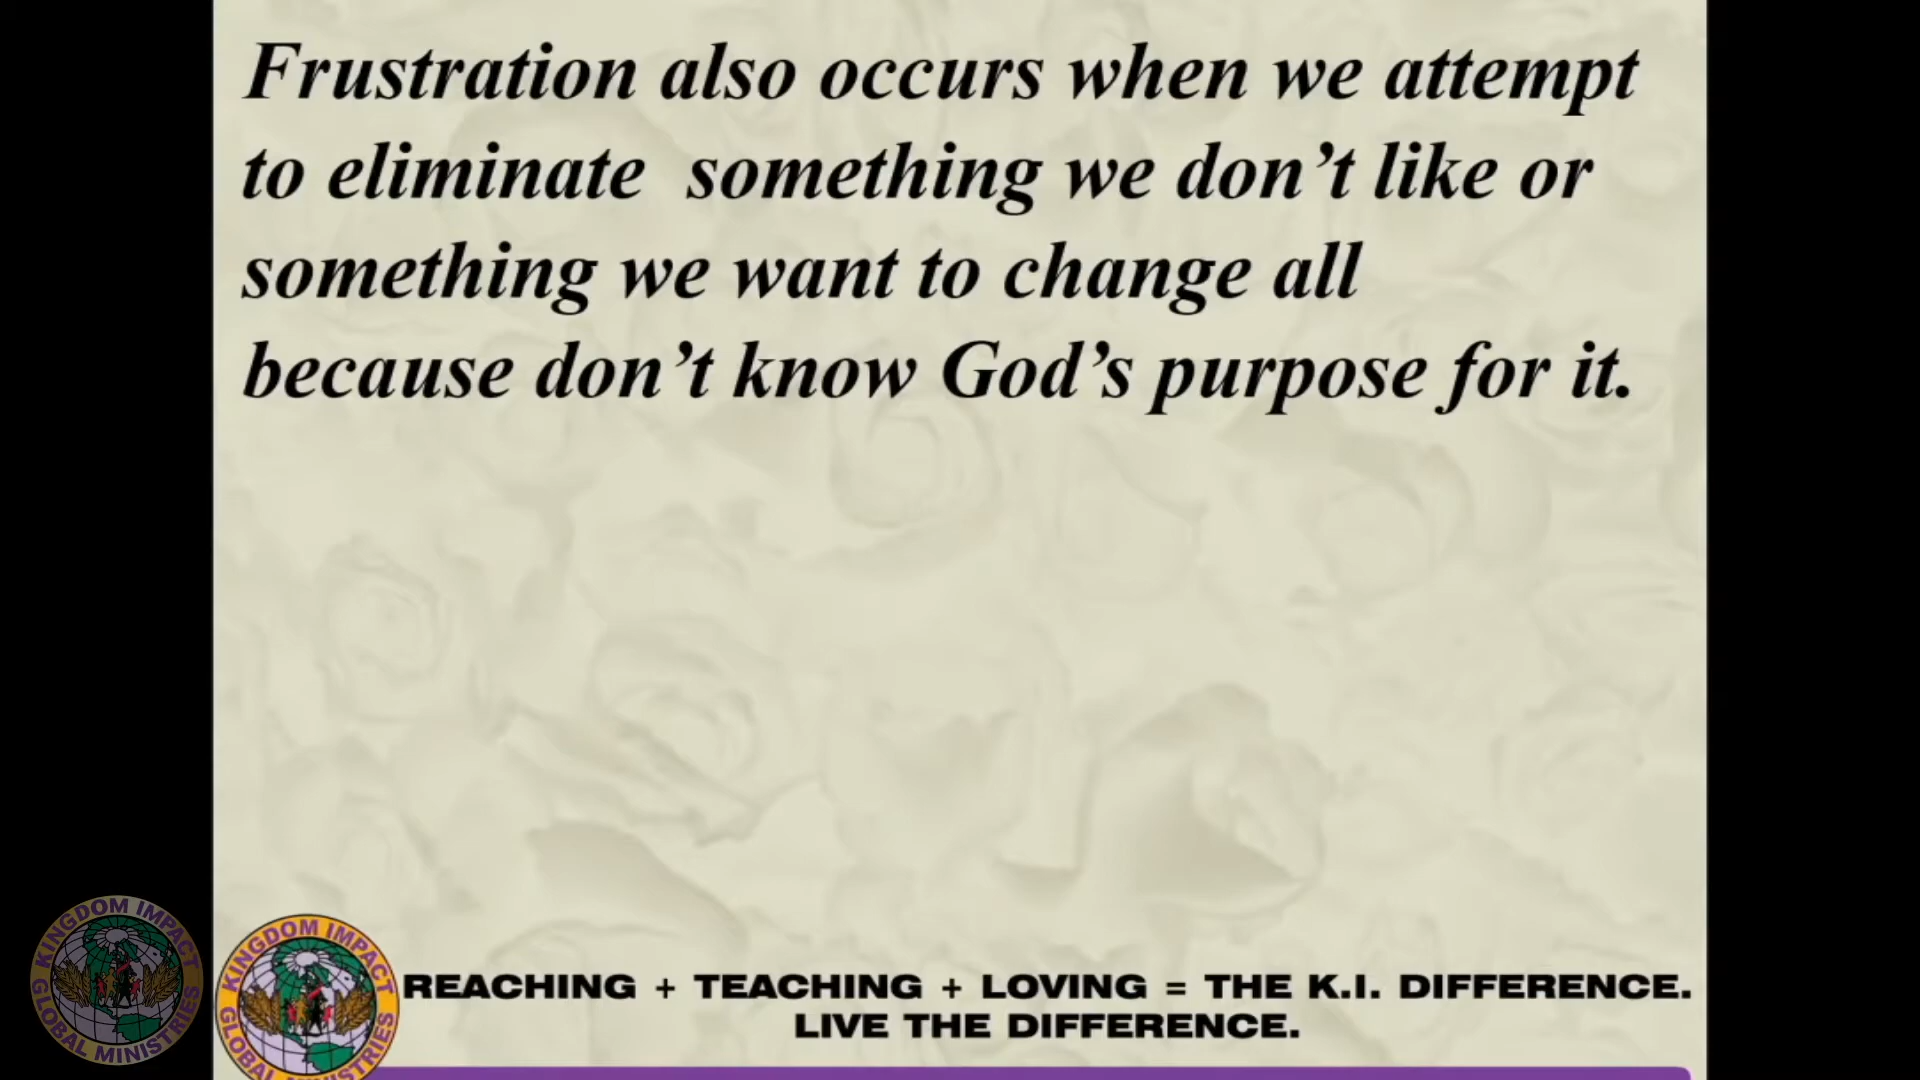 Frustration also occurs when we attempt
to eliminate  something we don’t like or
something we want to change all
because don’t know God’s purpose for it.
KINGDOM IMPACT
GLOBAL MINISTRIES
KINGDOM IMPACT
GLOBAL MINISTRIES
REACHING + TEACHING + LOVING = THE K.I. DIFFERENCE.
LIVE THE DIFFERENCE.